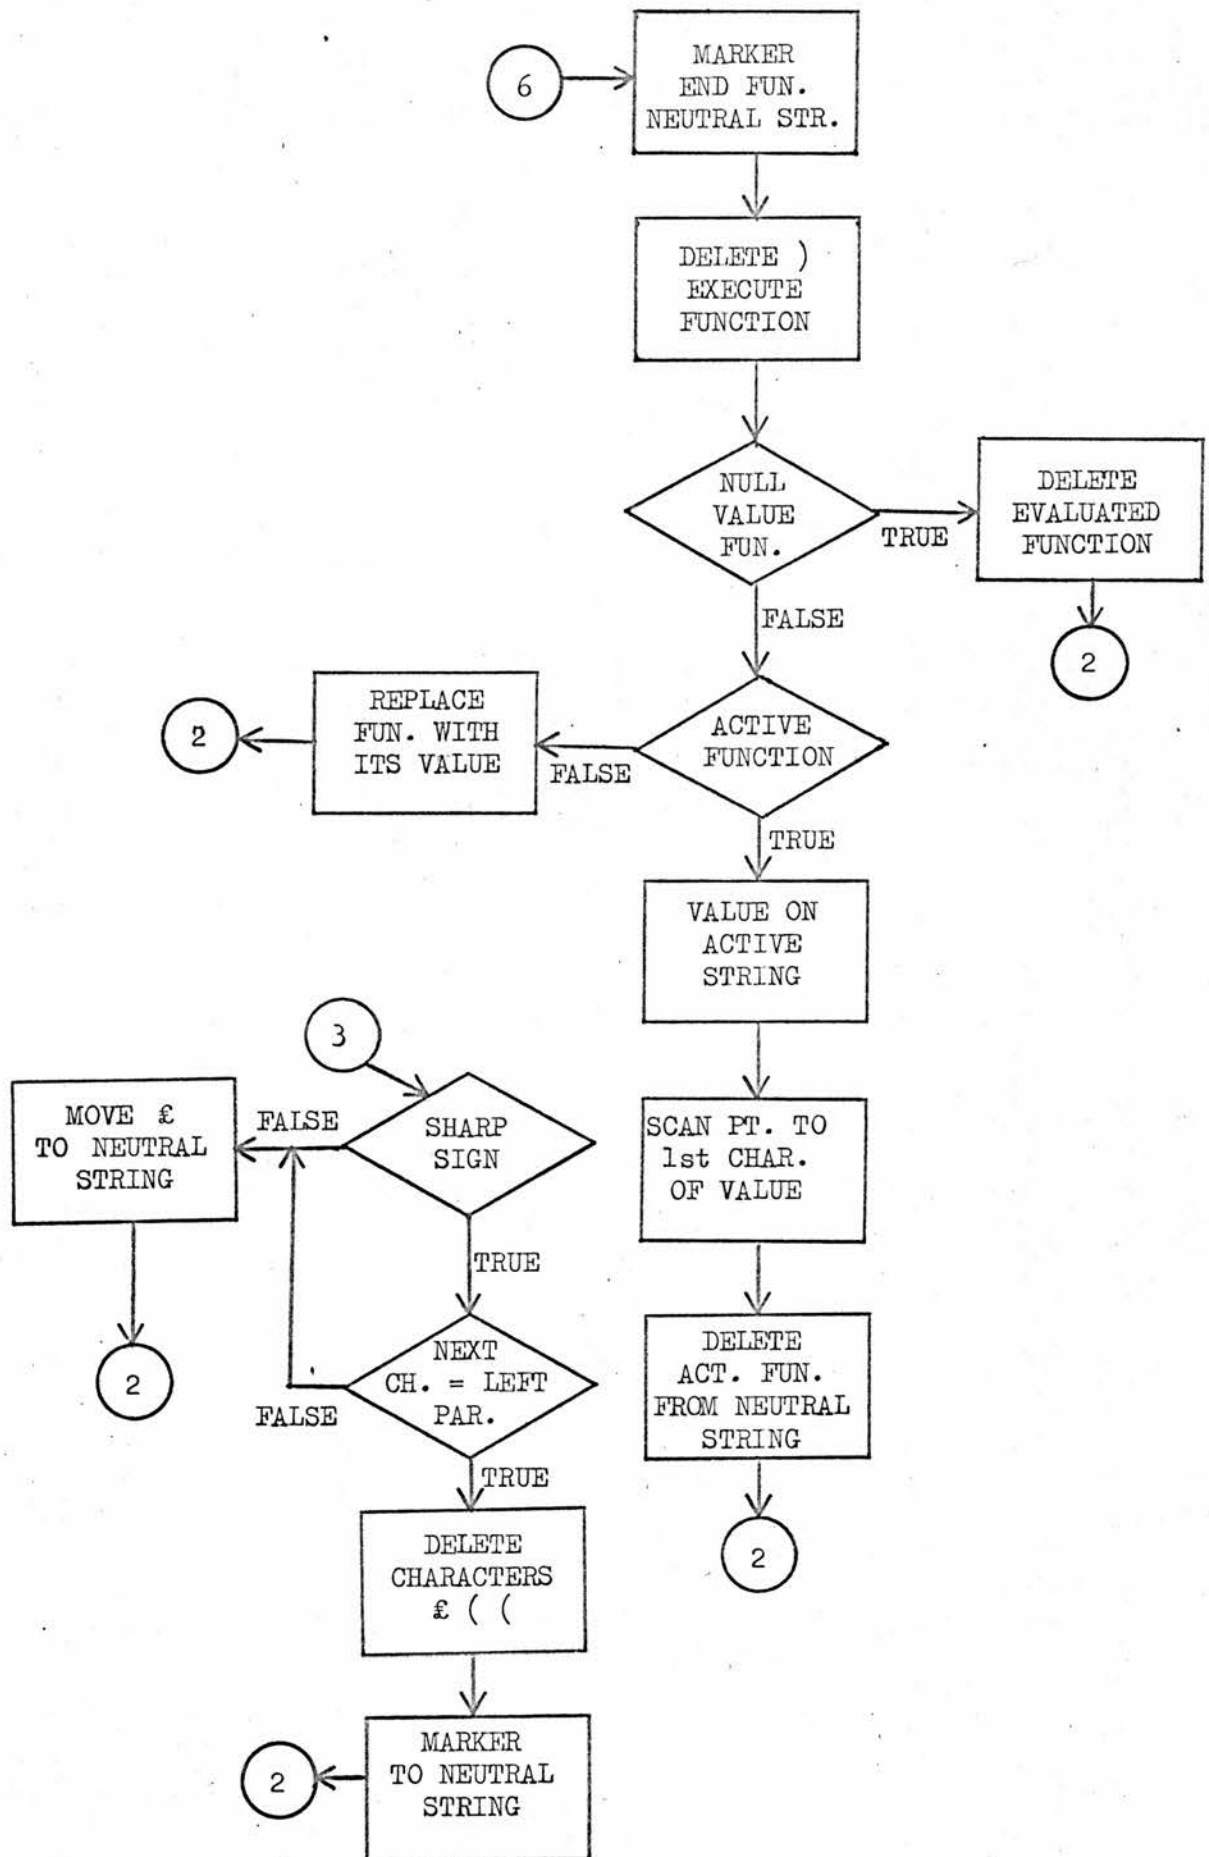 6
MARKER
END FUN.
NEUTRAL STR.
DELETE )
EXECUTE
FUNCTION
NULL
VALUE
FUN.
TRUE
DELETE
EVALUATED
FUNCTION
2
FALSE
ACTIVE
FUNCTION
FALSE
REPLACE
FUN. WITH
ITS VALUE
2
TRUE
VALUE ON
ACTIVE
STRING
SCAN PT. TO
1st CHAR.
OF VALUE
DELETE
ACT. FUN.
FROM NEUTRAL
STRING
2
3
SHARP
SIGN
FALSE
MOVE £
TO NEUTRAL
STRING
2
TRUE
NEXT
CH. = LEFT
PAR.
FALSE
TRUE
DELETE
CHARACTERS
£ ( (
MARKER
TO NEUTRAL
STRING
2